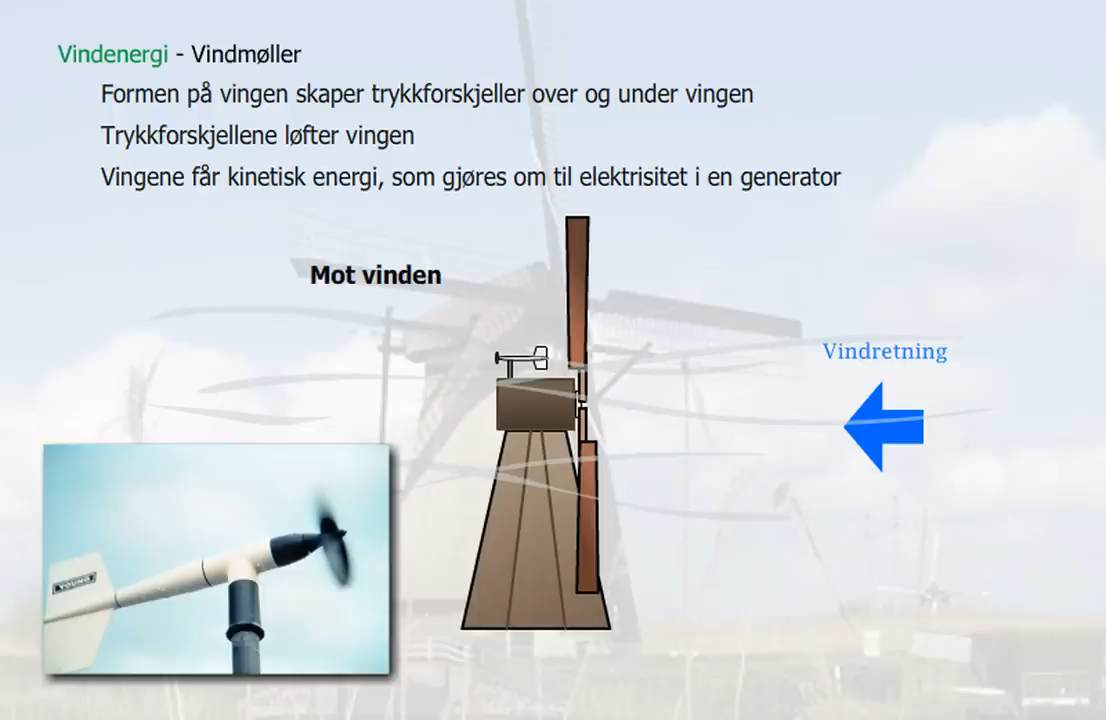 Vindenergi - Vindmøller
Formen på vingen skaper trykkforskjeller over og under vingen
Trykkforskjellene løfter vingen
Vingene får kinetisk energi, som gjøres om til elektrisitet i en generator
Mot vinden
Vindretning
YOUNG